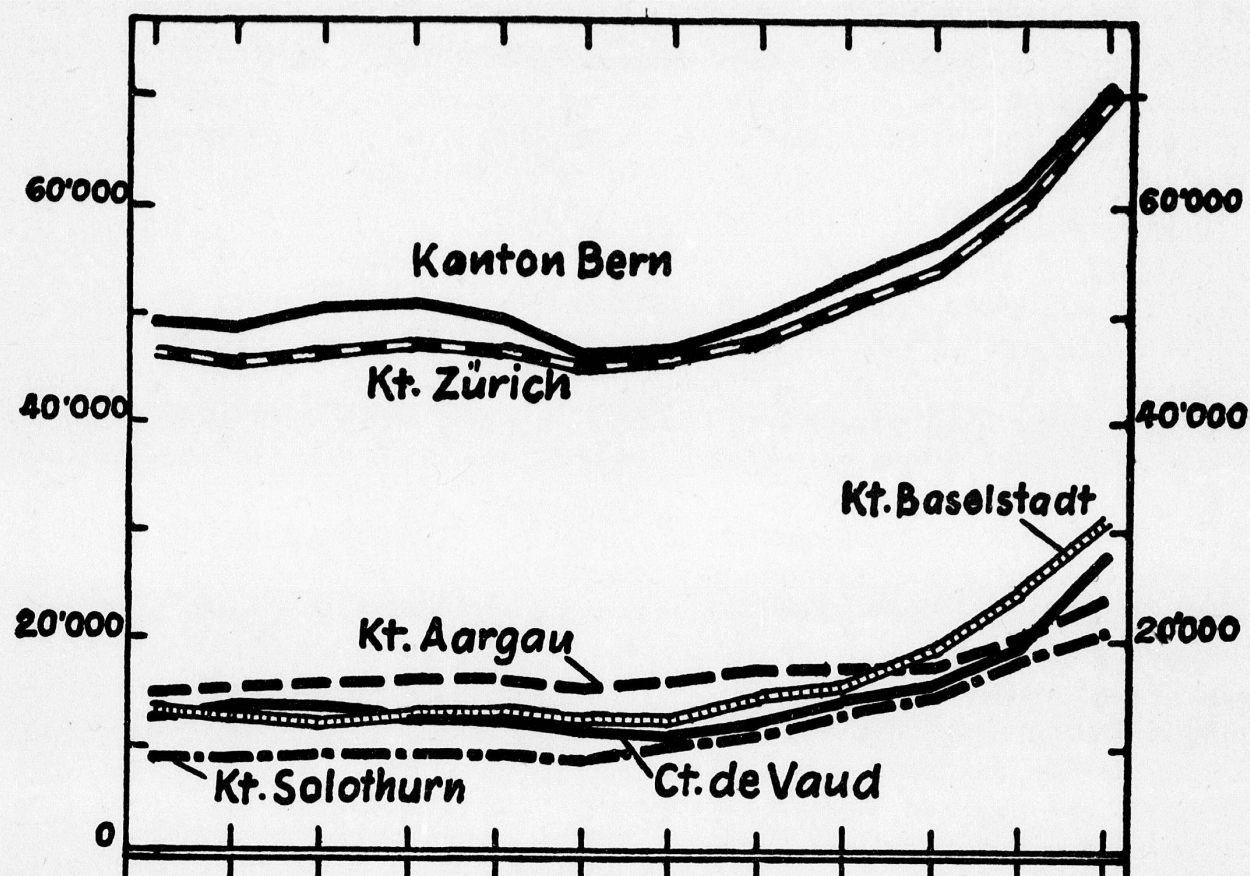 60'000
60'000
Kanton Bern
Kt. Zürich
40'000
40'000
Kt. Baselstadt
20'000
Kt. Aargau
20'000
Kt. Solothurn
Ct. de Vaud
0